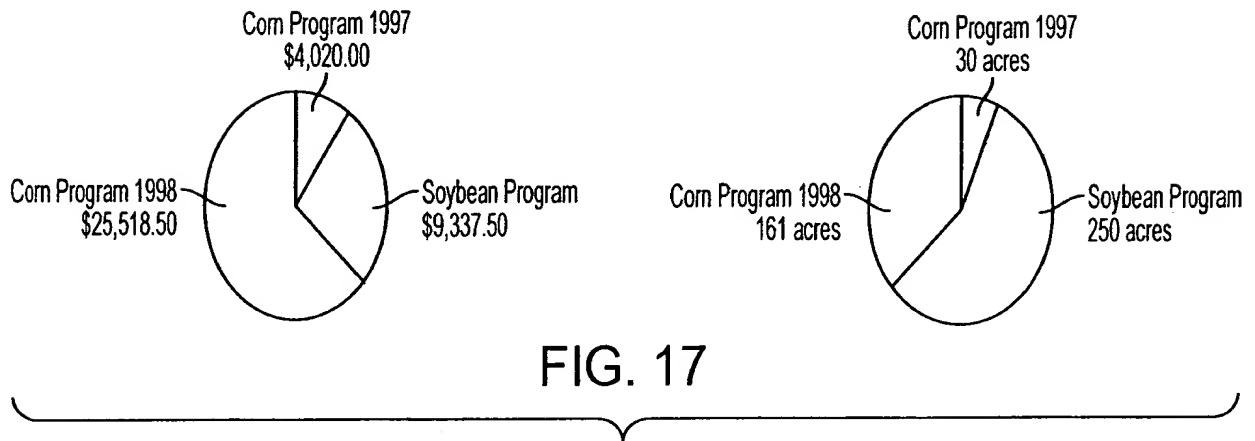 Corn Program 1997
$4,020.00
Corn Program 1998
$25,518.50
Soybean Program
$9,337.50
Corn Program 1997
30 acres
Corn Program 1998
161 acres
Soybean Program
250 acres
FIG. 17